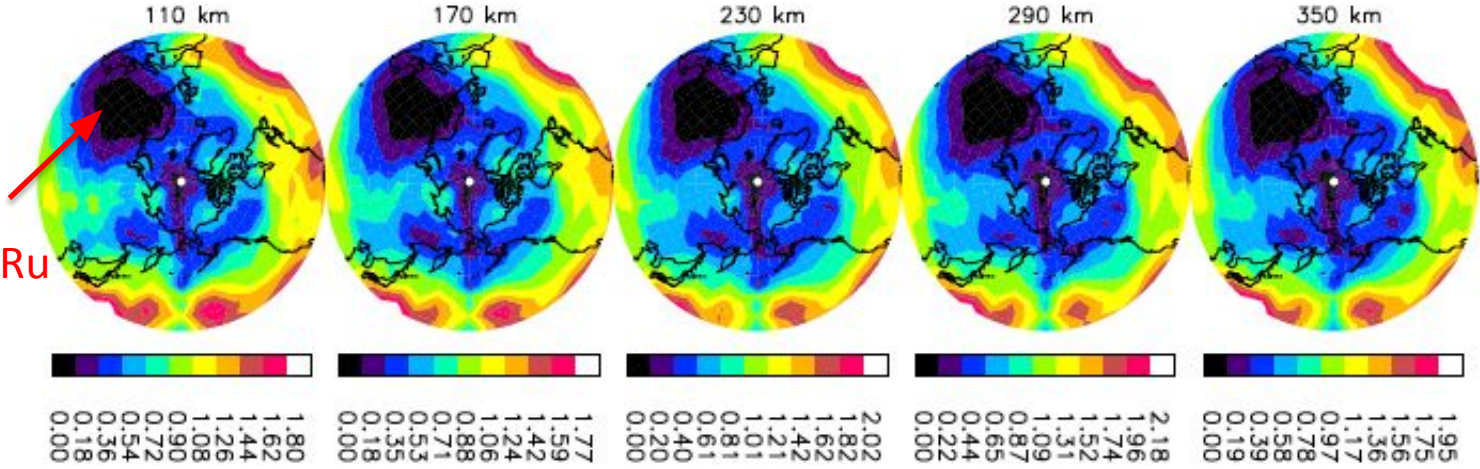 110 km 170 km 230 km 290 km 350 km
Ru
0.00 0.18 0.36 0.54 0.72 0.90 1.08 1.26 1.44 1.62 1.80
0.00 0.18 0.35 0.53 0.71 0.88 1.06 1.24 1.42 1.59 1.77
0.00 0.20 0.40 0.61 0.81 1.01 1.21 1.42 1.62 1.82 2.02
0.00 0.22 0.44 0.65 0.87 1.09 1.31 1.52 1.74 1.96 2.18
0.00 0.19 0.39 0.58 0.78 0.97 1.17 1.36 1.56 1.75 1.95